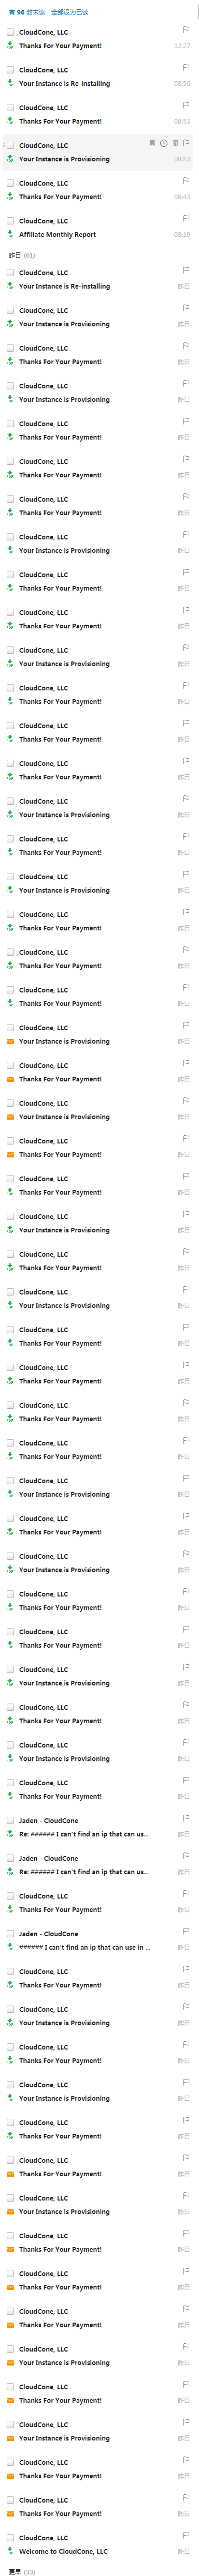 有 96 封未读 全部设为已读
CloudCone, LLC
Thanks For Your Payment! 12:27
CloudCone, LLC
Your Instance is Re-installing 08:56
CloudCone, LLC
Thanks For Your Payment! 08:53
CloudCone, LLC
Your Instance is Provisioning 08:53
CloudCone, LLC
Thanks For Your Payment! 08:43
CloudCone, LLC
Affiliate Monthly Report 08:19
昨日 (61)
CloudCone, LLC
Your Instance is Re-installing 昨日
CloudCone, LLC
Your Instance is Provisioning 昨日
CloudCone, LLC
Thanks For Your Payment! 昨日
CloudCone, LLC
Your Instance is Provisioning 昨日
CloudCone, LLC
Thanks For Your Payment! 昨日
CloudCone, LLC
Thanks For Your Payment! 昨日
CloudCone, LLC
Thanks For Your Payment! 昨日
CloudCone, LLC
Your Instance is Provisioning 昨日
CloudCone, LLC
Thanks For Your Payment! 昨日
CloudCone, LLC
Thanks For Your Payment! 昨日
CloudCone, LLC
Your Instance is Provisioning 昨日
CloudCone, LLC
Thanks For Your Payment! 昨日
CloudCone, LLC
Thanks For Your Payment! 昨日
CloudCone, LLC
Thanks For Your Payment! 昨日
CloudCone, LLC
Your Instance is Provisioning 昨日
CloudCone, LLC
Thanks For Your Payment! 昨日
CloudCone, LLC
Your Instance is Provisioning 昨日
CloudCone, LLC
Thanks For Your Payment! 昨日
CloudCone, LLC
Thanks For Your Payment! 昨日
CloudCone, LLC
Thanks For Your Payment! 昨日
CloudCone, LLC
Your Instance is Provisioning 昨日
CloudCone, LLC
Thanks For Your Payment! 昨日
CloudCone, LLC
Your Instance is Provisioning 昨日
CloudCone, LLC
Thanks For Your Payment! 昨日
CloudCone, LLC
Thanks For Your Payment! 昨日
CloudCone, LLC
Your Instance is Provisioning 昨日
CloudCone, LLC
Thanks For Your Payment! 昨日
CloudCone, LLC
Your Instance is Provisioning 昨日
CloudCone, LLC
Thanks For Your Payment! 昨日
CloudCone, LLC
Thanks For Your Payment! 昨日
CloudCone, LLC
Thanks For Your Payment! 昨日
CloudCone, LLC
Thanks For Your Payment! 昨日
CloudCone, LLC
Your Instance is Provisioning 昨日
CloudCone, LLC
Thanks For Your Payment! 昨日
CloudCone, LLC
Your Instance is Provisioning 昨日
CloudCone, LLC
Thanks For Your Payment! 昨日
CloudCone, LLC
Thanks For Your Payment! 昨日
CloudCone, LLC
Your Instance is Provisioning 昨日
CloudCone, LLC
Thanks For Your Payment! 昨日
CloudCone, LLC
Your Instance is Provisioning 昨日
CloudCone, LLC
Thanks For Your Payment! 昨日
Jaden - CloudCone
Re: ###### I can't find an ip that can us... 昨日
Jaden - CloudCone
Re: ###### I can't find an ip that can us... 昨日
CloudCone, LLC
Thanks For Your Payment! 昨日
Jaden - CloudCone
###### I can't find an ip that can use in ... 昨日
CloudCone, LLC
Thanks For Your Payment! 昨日
CloudCone, LLC
Your Instance is Provisioning 昨日
CloudCone, LLC
Thanks For Your Payment! 昨日
CloudCone, LLC
Your Instance is Provisioning 昨日
CloudCone, LLC
Thanks For Your Payment! 昨日
CloudCone, LLC
Thanks For Your Payment! 昨日
CloudCone, LLC
Your Instance is Provisioning 昨日
CloudCone, LLC
Thanks For Your Payment! 昨日
CloudCone, LLC
Thanks For Your Payment! 昨日
CloudCone, LLC
Thanks For Your Payment! 昨日
CloudCone, LLC
Your Instance is Provisioning 昨日
CloudCone, LLC
Thanks For Your Payment! 昨日
CloudCone, LLC
Your Instance is Provisioning 昨日
CloudCone, LLC
Thanks For Your Payment! 昨日
CloudCone, LLC
Thanks For Your Payment! 昨日
CloudCone, LLC
Welcome to CloudCone, LLC 昨日
更早 (33)